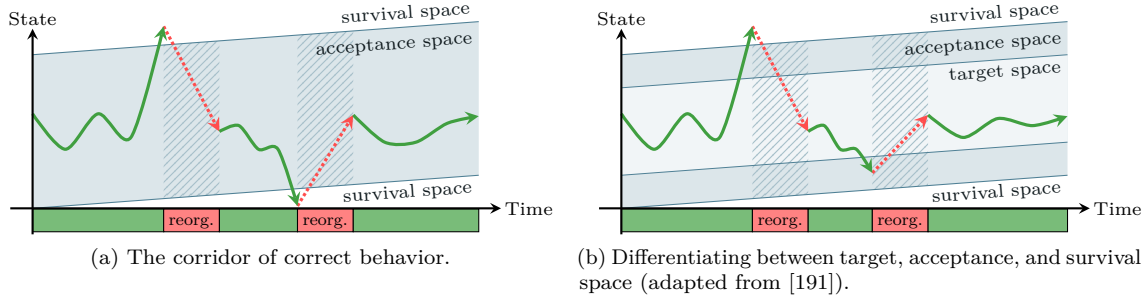 State
survival space
acceptance space
survival space
Time
reorg.
reorg.
(a) The corridor of correct behavior.
State
survival space
acceptance space
target space
survival space
Time
reorg.
reorg.
(b) Differentiating between target, acceptance, and survival
space (adapted from [191]).